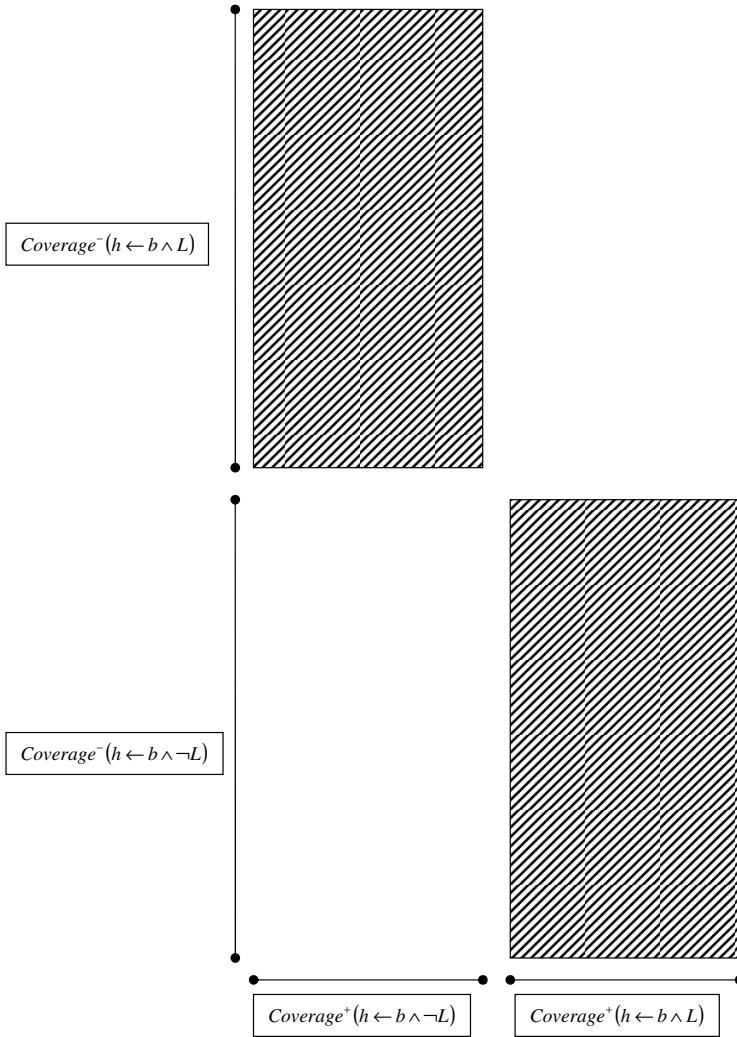 Coverage⁻(h ← b ∧ L)
Coverage⁻(h ← b ∧ ¬L)
Coverage⁺(h ← b ∧ ¬L)
Coverage⁺(h ← b ∧ L)